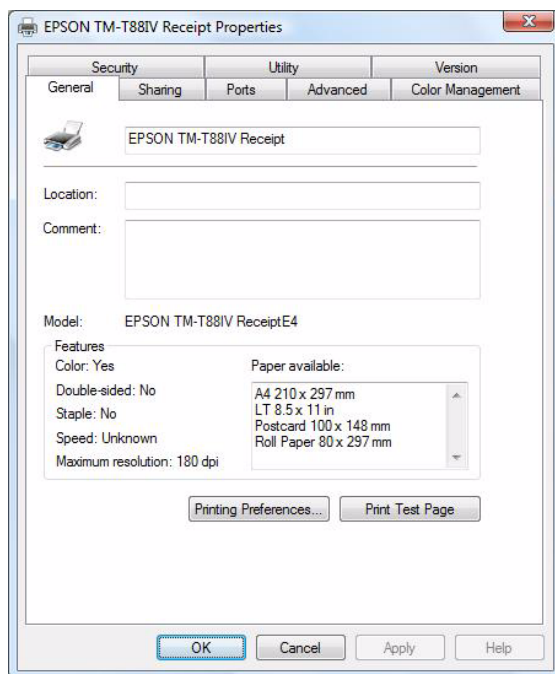 EPSON TM-T88IV Receipt Properties
Security Utility Version
General Sharing Ports Advanced Color Management
EPSON TM-T88IV Receipt
Location:
Comment:
Model: EPSON TM-T88IV ReceiptE4
Features
Color: Yes
Double-sided: No
Staple: No
Speed: Unknown
Maximum resolution: 180 dpi
Paper available:
A4 210 x 297 mm
LT 8.5 x 11 in
Postcard 100 x 148 mm
Roll Paper 80 x 297 mm
Printing Preferences... Print Test Page
OK Cancel Apply Help